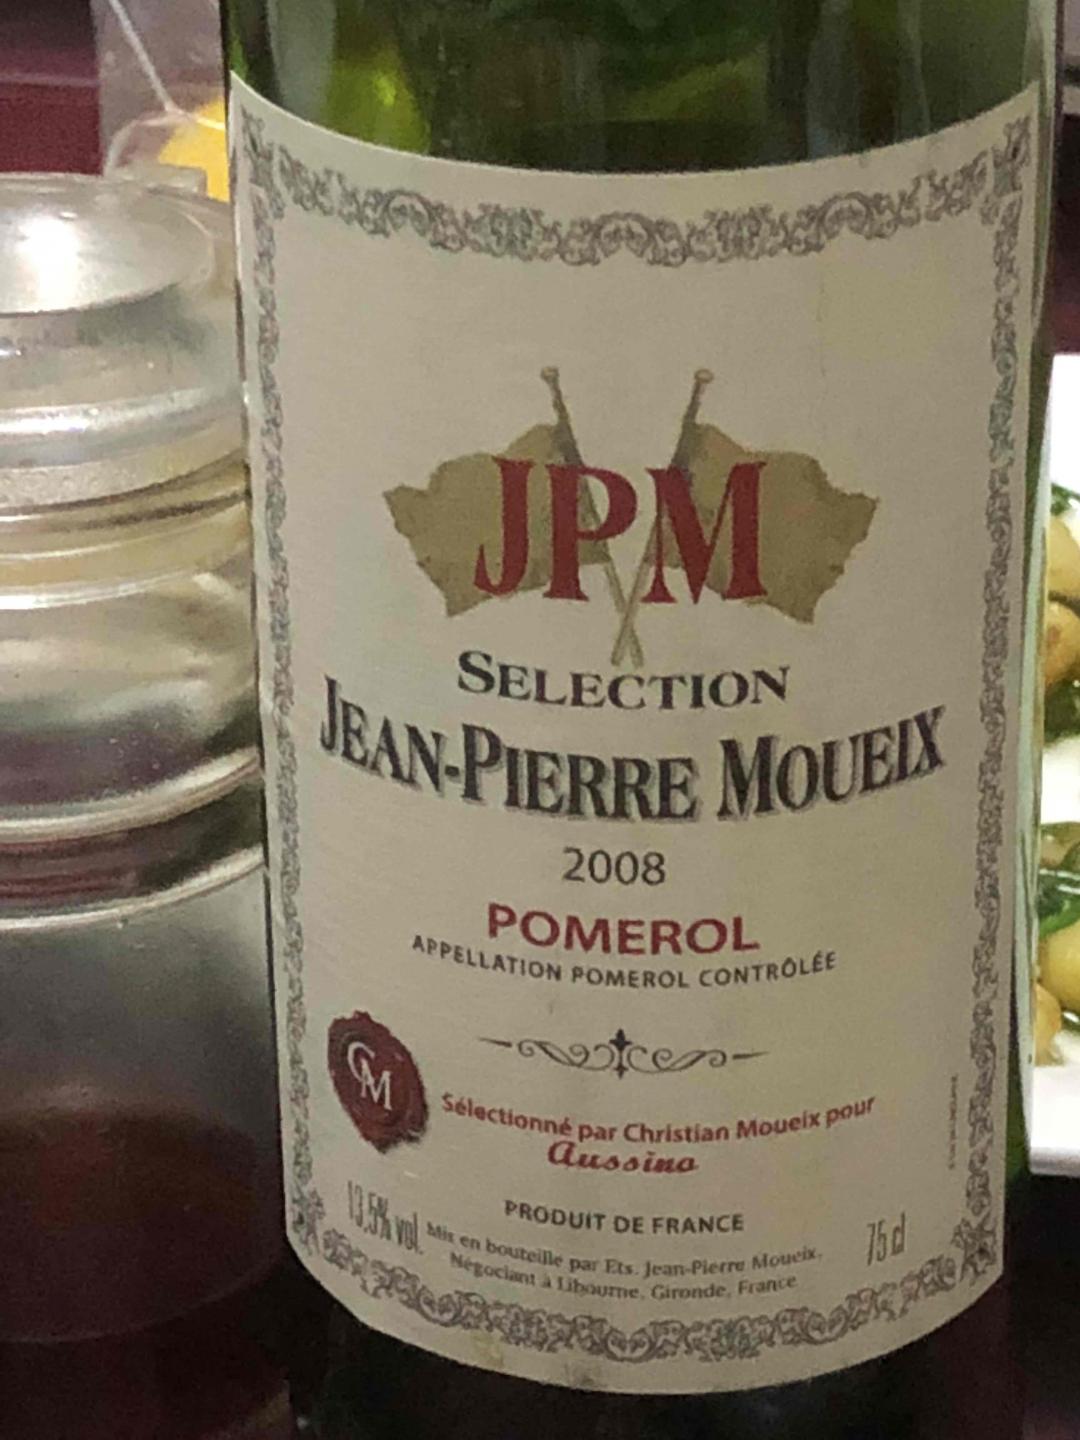 JPM
SELECTION
JEAN-PIERRE MOUEIX
2008
POMEROL
APPELLATION POMEROL CONTRÔLÉE
CM
Sélectionné par Christian Moueix pour
Aussino
PRODUIT DE FRANCE
13,5% vol.
Mis en bouteille par Ets. Jean-Pierre Moueix,
Négociant à Libourne, Gironde, France
75 cl